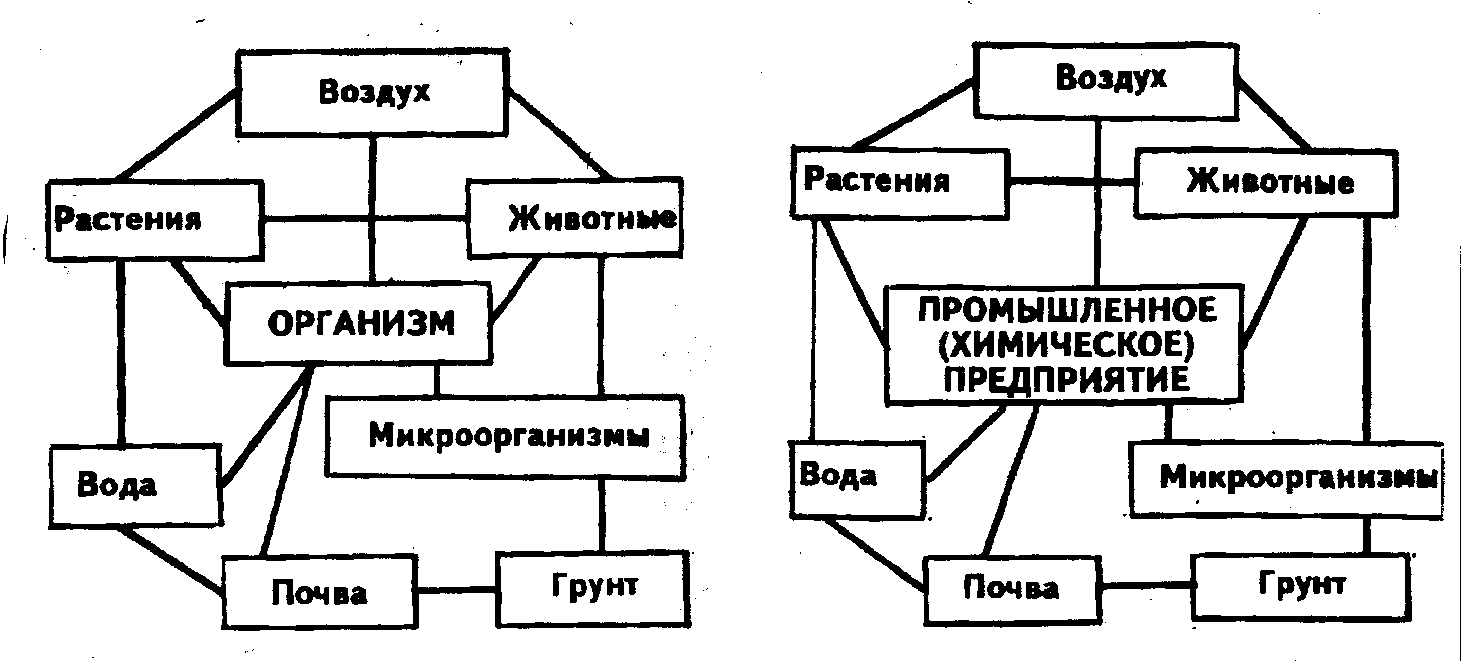 Воздух
Растения
Животные
ОРГАНИЗМ
Микроорганизмы
Вода
Почва
Грунт
Воздух
Растения
Животные
ПРОМЫШЛЕННОЕ
(ХИМИЧЕСКОЕ)
ПРЕДПРИЯТИЕ
Вода
Микроорганизмы
Почва
Грунт